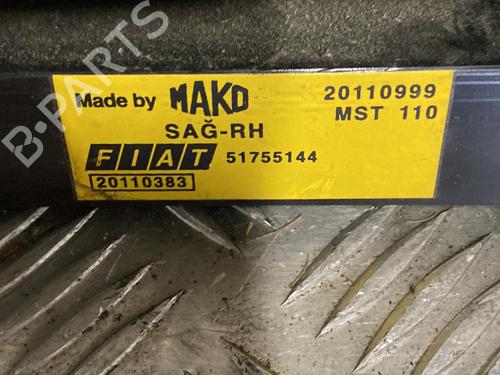 B-PARTS
Made by MAKO 20110999
MST 110
SAĞ-RH
FIAT 51755144
20110383